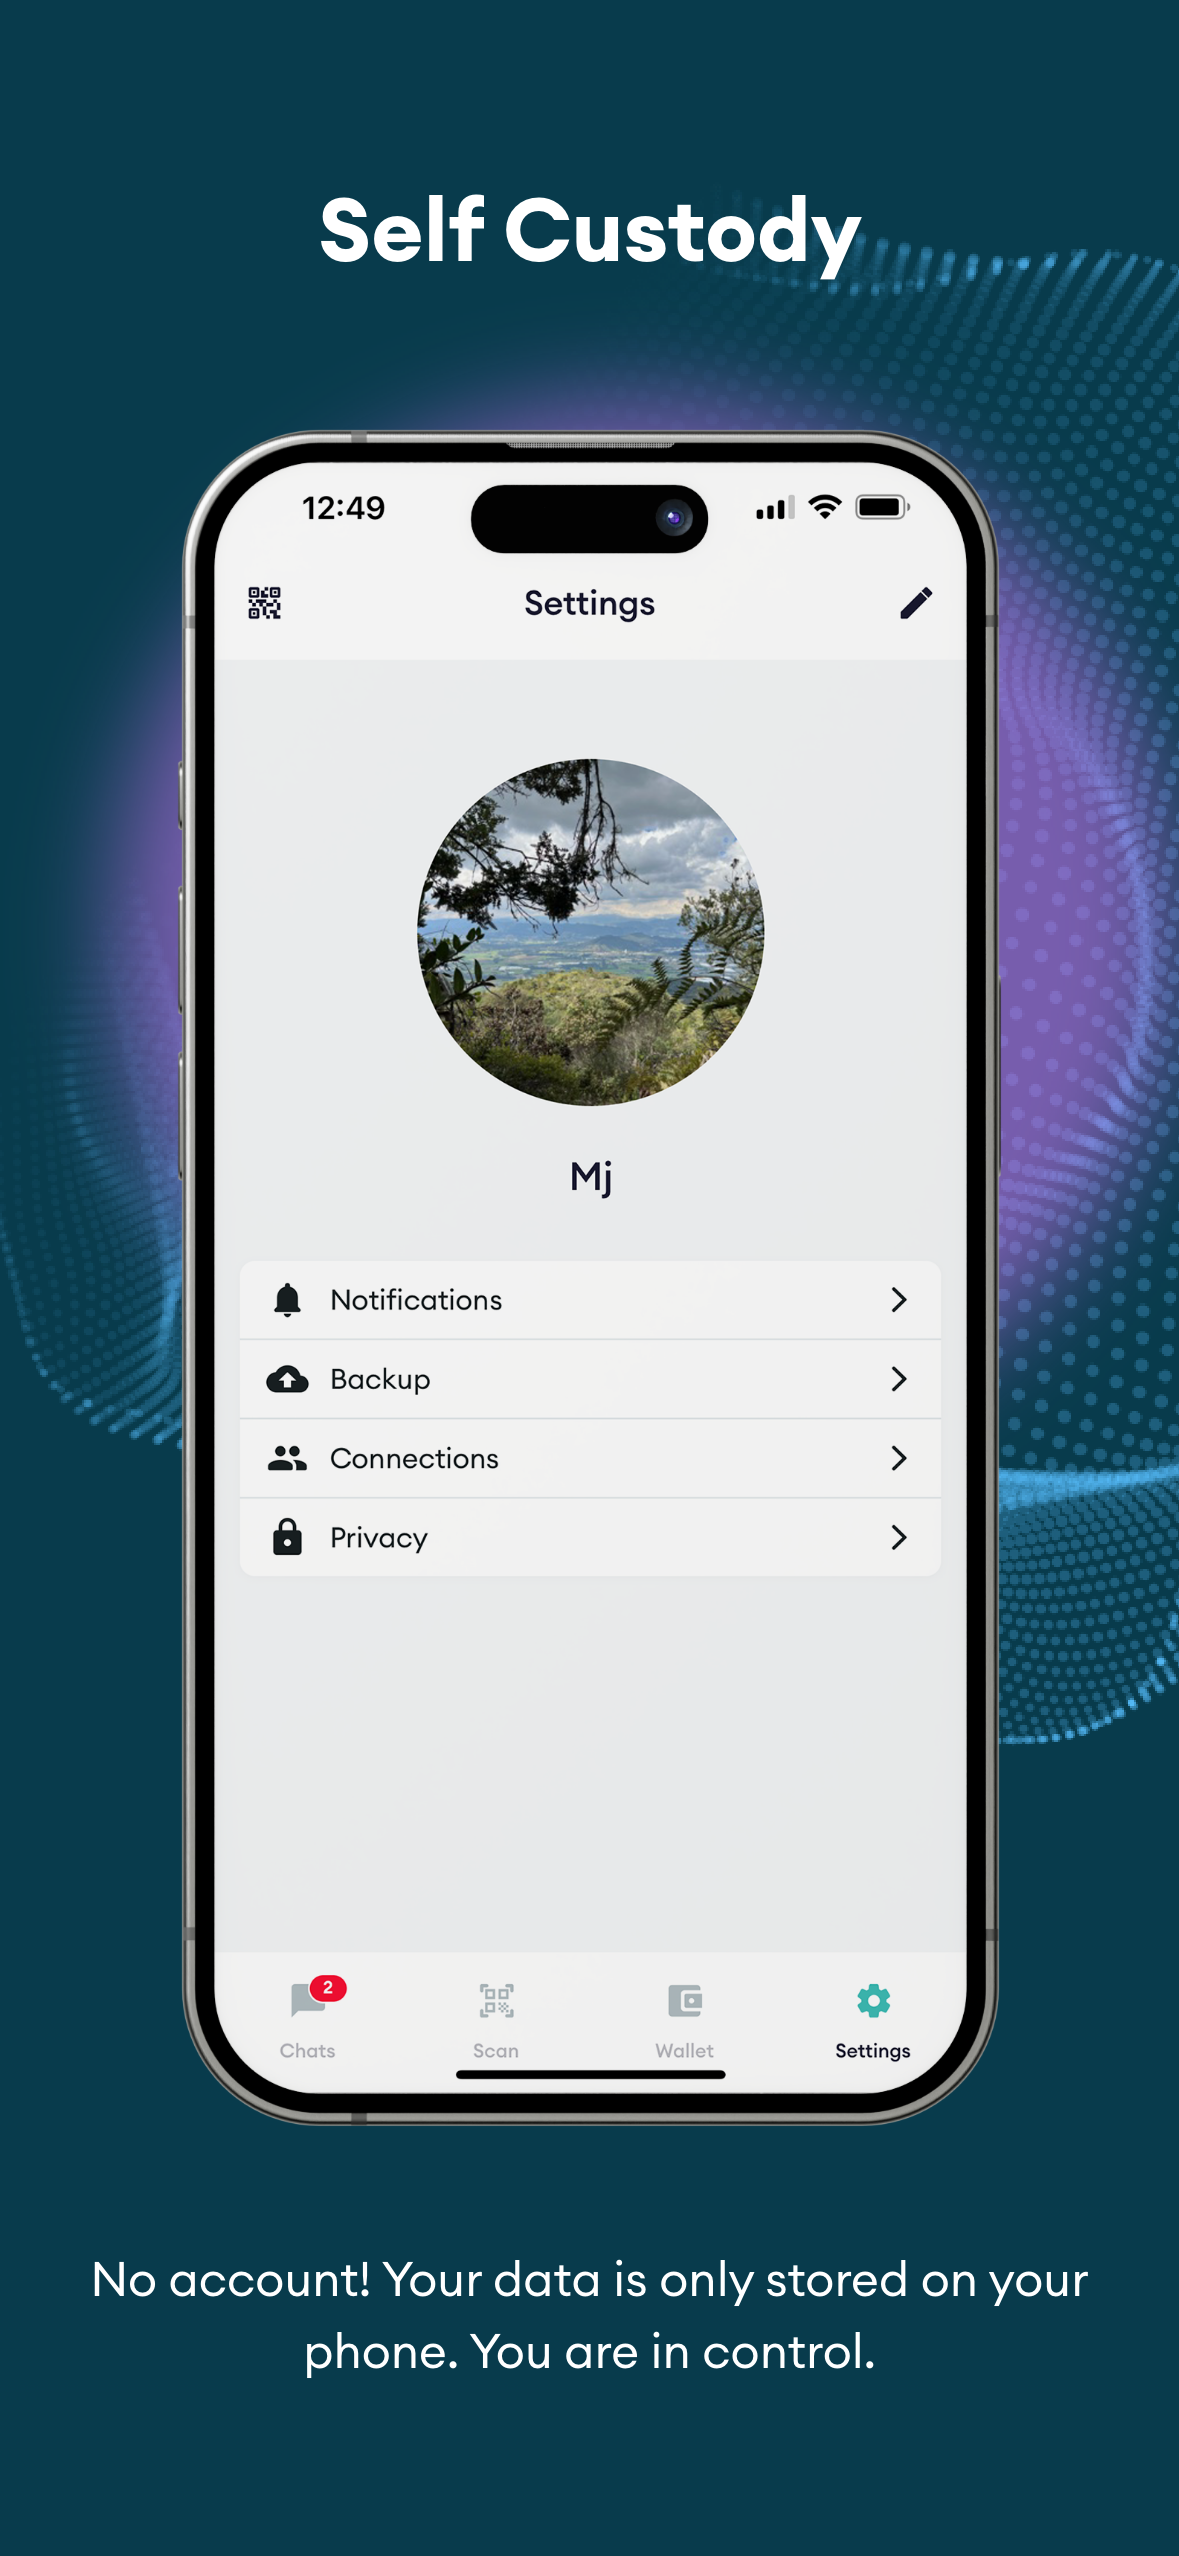 Self Custody
12:49
Settings
Mj
Notifications
Backup
Connections
Privacy
2
Chats
Scan
Wallet
Settings
No account! Your data is only stored on your
phone. You are in control.